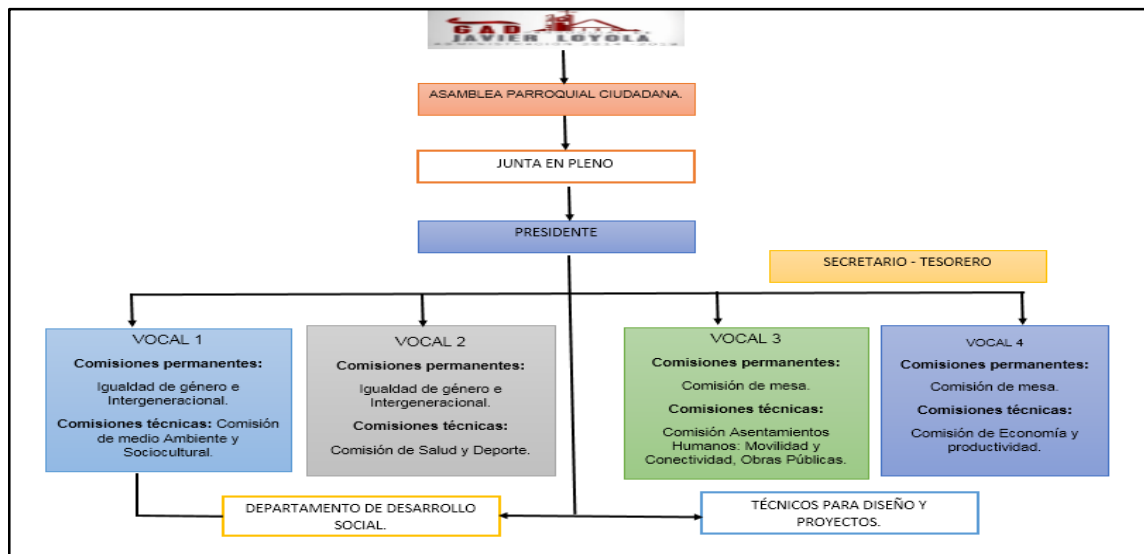 GAD
JAVIER LOYOLA
ADMINISTRACIÓN 2014 - 2019
ASAMBLEA PARROQUIAL CIUDADANA.
JUNTA EN PLENO
PRESIDENTE
SECRETARIO - TESORERO
VOCAL 1
Comisiones permanentes:
Igualdad de género e
Intergeneracional.
Comisiones técnicas: Comisión
de medio Ambiente y
Sociocultural.
VOCAL 2
Comisiones permanentes:
Igualdad de género e
Intergeneracional.
Comisiones técnicas:
Comisión de Salud y Deporte.
VOCAL 3
Comisiones permanentes:
Comisión de mesa.
Comisiones técnicas:
Comisión Asentamientos
Humanos: Movilidad y
Conectividad, Obras Públicas.
VOCAL 4
Comisiones permanentes:
Comisión de mesa.
Comisiones técnicas:
Comisión de Economía y
productividad.
DEPARTAMENTO DE DESARROLLO
SOCIAL.
TÉCNICOS PARA DISEÑO Y
PROYECTOS.